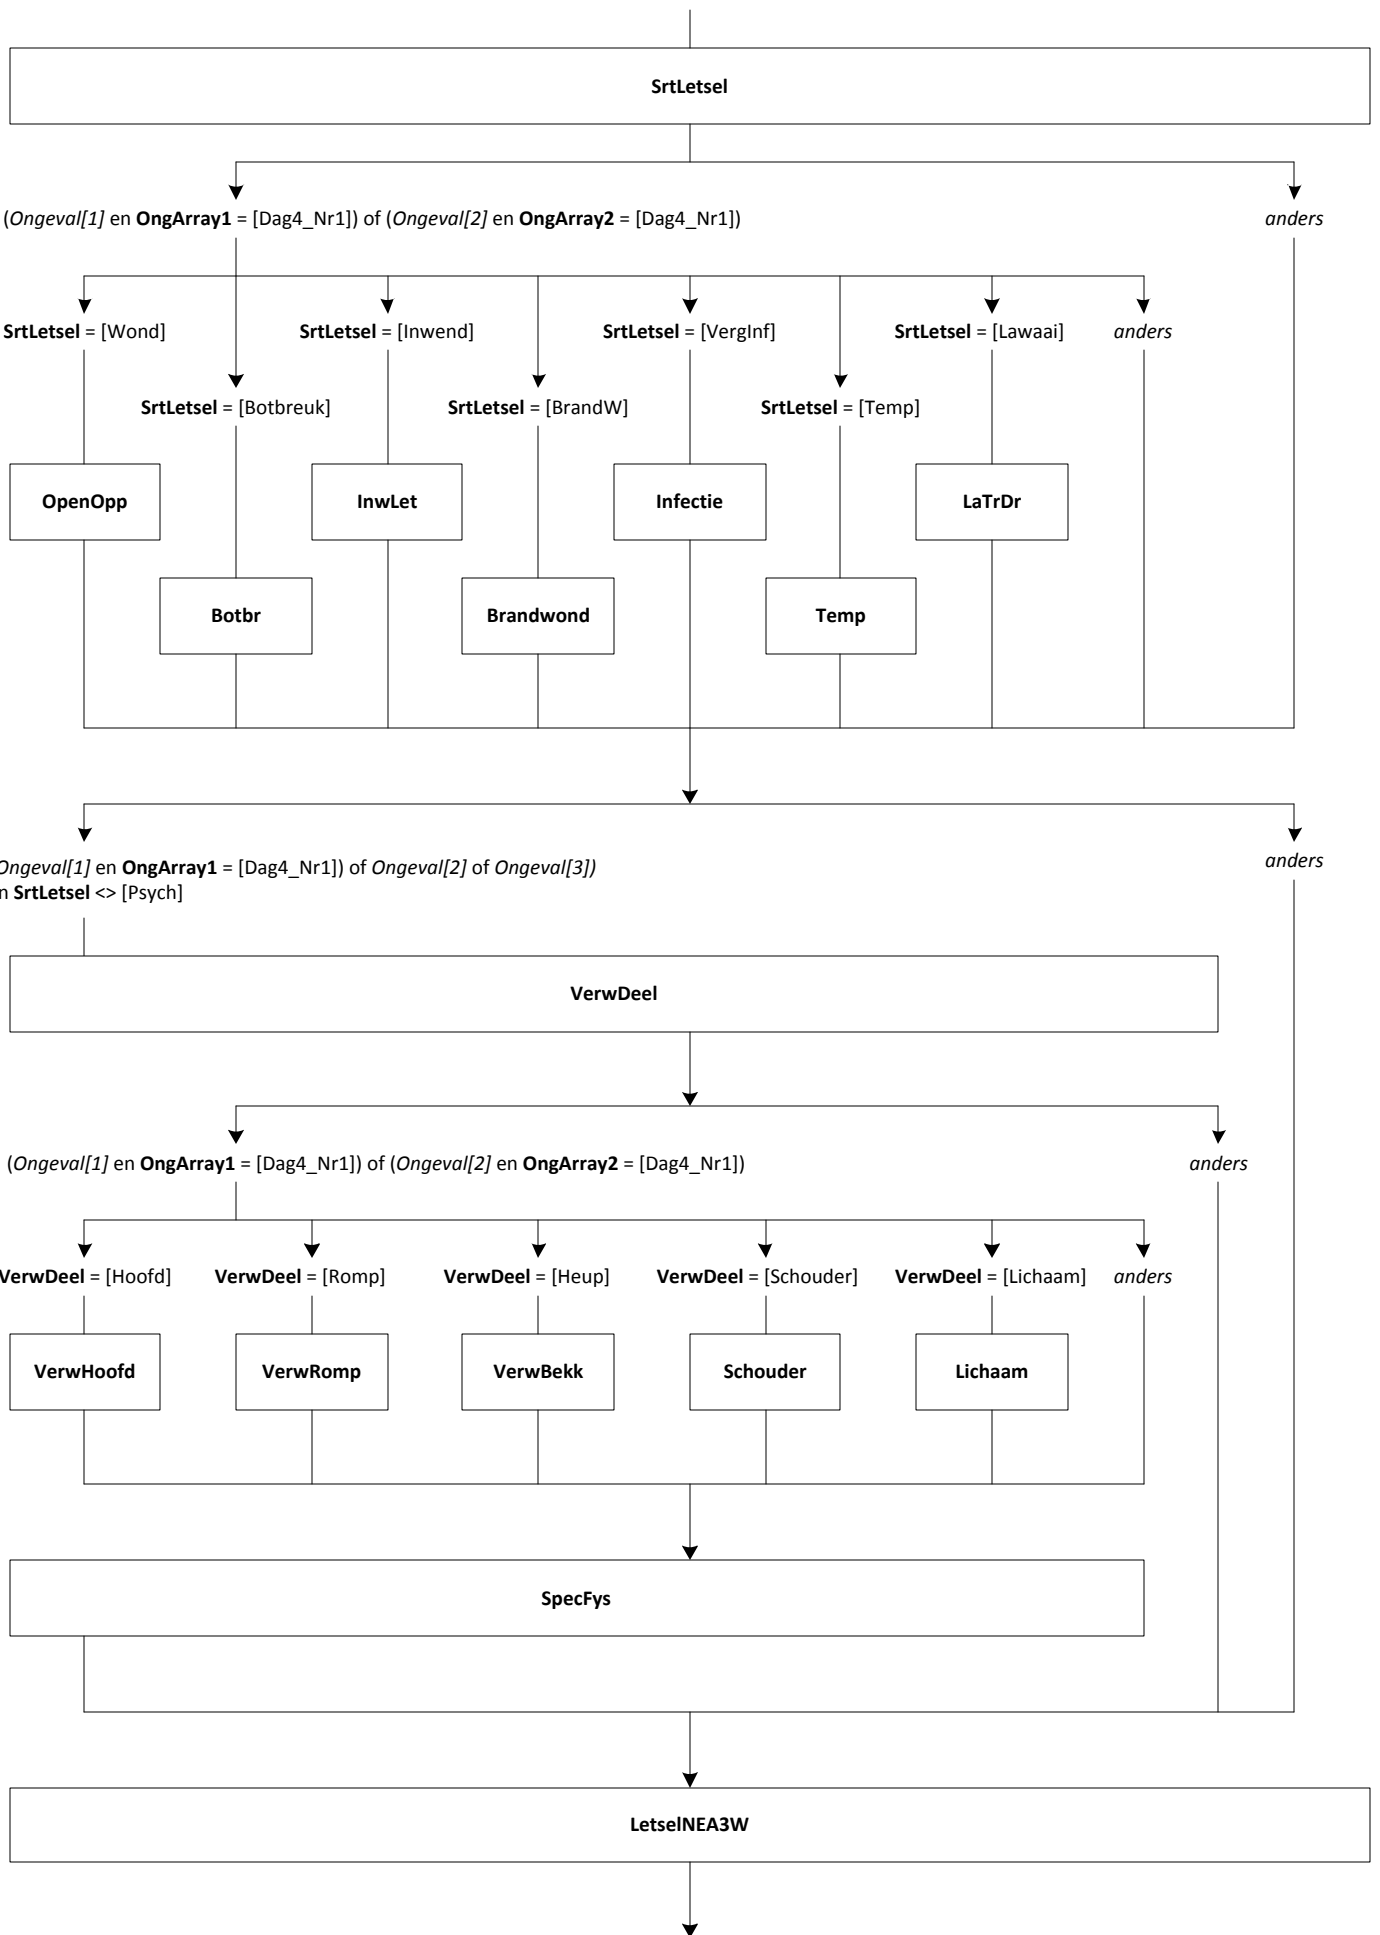 SrtLetsel
(Ongeval[1] en OngArray1 = [Dag4_Nr1]) of (Ongeval[2] en OngArray2 = [Dag4_Nr1])
anders
SrtLetsel = [Wond]
SrtLetsel = [Inwend]
SrtLetsel = [VergInf]
SrtLetsel = [Lawaai]
anders
SrtLetsel = [Botbreuk]
SrtLetsel = [BrandW]
SrtLetsel = [Temp]
OpenOpp
InwLet
Infectie
LaTrDr
Botbr
Brandwond
Temp
Ongeval[1] en OngArray1 = [Dag4_Nr1]) of Ongeval[2] of Ongeval[3])
anders
n SrtLetsel <> [Psych]
VerwDeel
(Ongeval[1] en OngArray1 = [Dag4_Nr1]) of (Ongeval[2] en OngArray2 = [Dag4_Nr1])
anders
VerwDeel = [Hoofd]
VerwDeel = [Romp]
VerwDeel = [Heup]
VerwDeel = [Schouder]
VerwDeel = [Lichaam]
anders
VerwHoofd
VerwRomp
VerwBekk
Schouder
Lichaam
SpecFys
LetselNEA3W